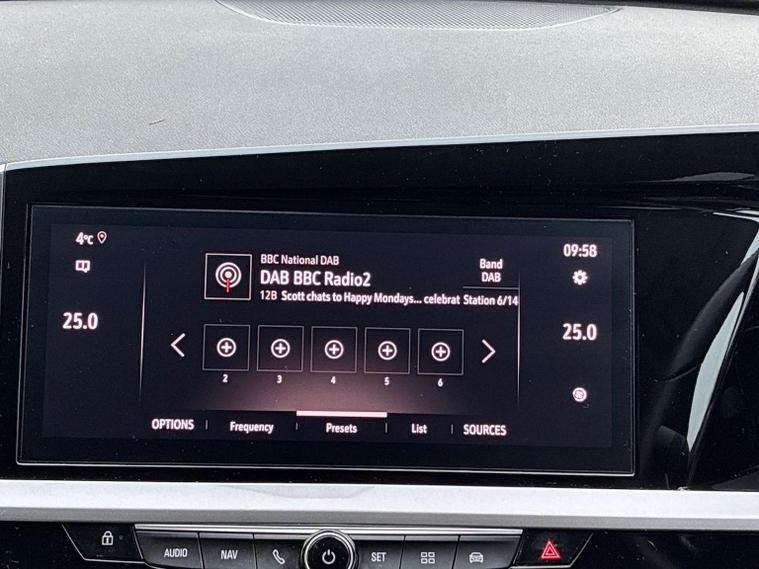 4°C
09:58
BBC National DAB
DAB BBC Radio2
12B Scott chats to Happy Mondays... celebrat
Band
DAB
Station 6/14
25.0
25.0
2 3 4 5 6
OPTIONS Frequency Presets List SOURCES
AUDIO NAV SET